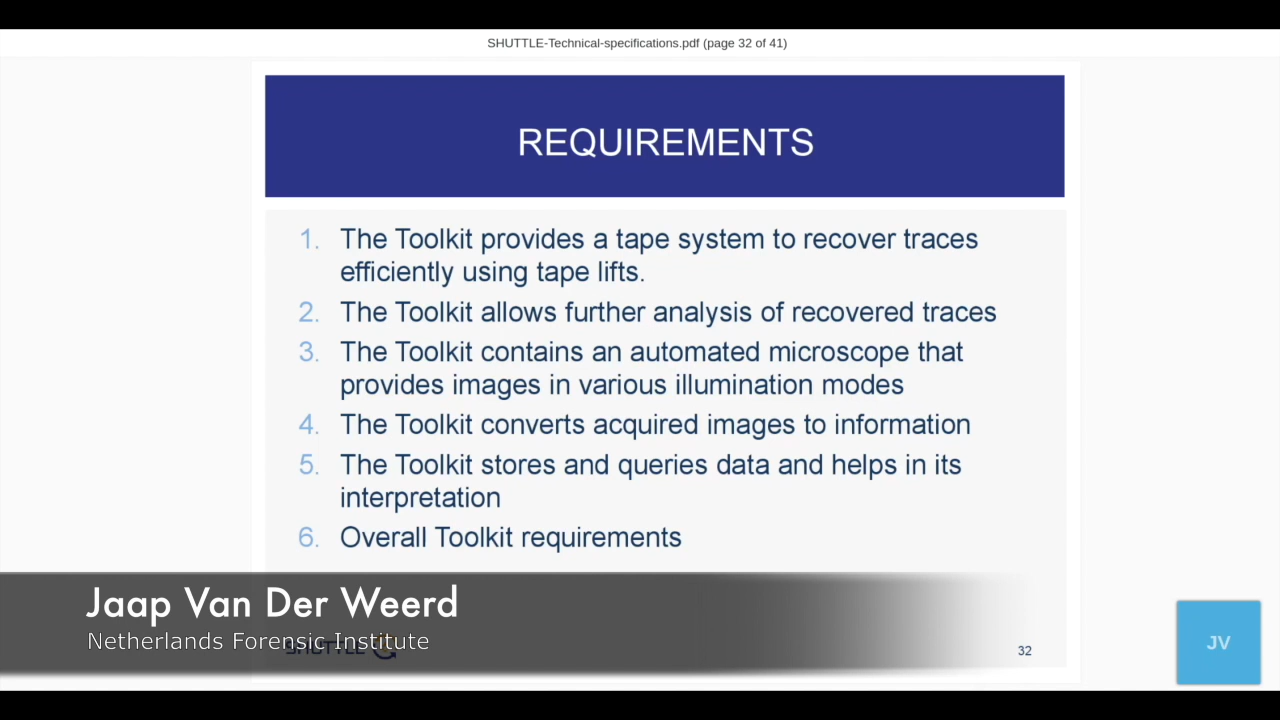 SHUTTLE-Technical-specifications.pdf (page 32 of 41)
REQUIREMENTS
1. The Toolkit provides a tape system to recover traces
efficiently using tape lifts.
2. The Toolkit allows further analysis of recovered traces
3. The Toolkit contains an automated microscope that
provides images in various illumination modes
4. The Toolkit converts acquired images to information
5. The Toolkit stores and queries data and helps in its
interpretation
6. Overall Toolkit requirements
Jaap Van Der Weerd
Netherlands Forensic Institute
SHUTTLE
32
JV